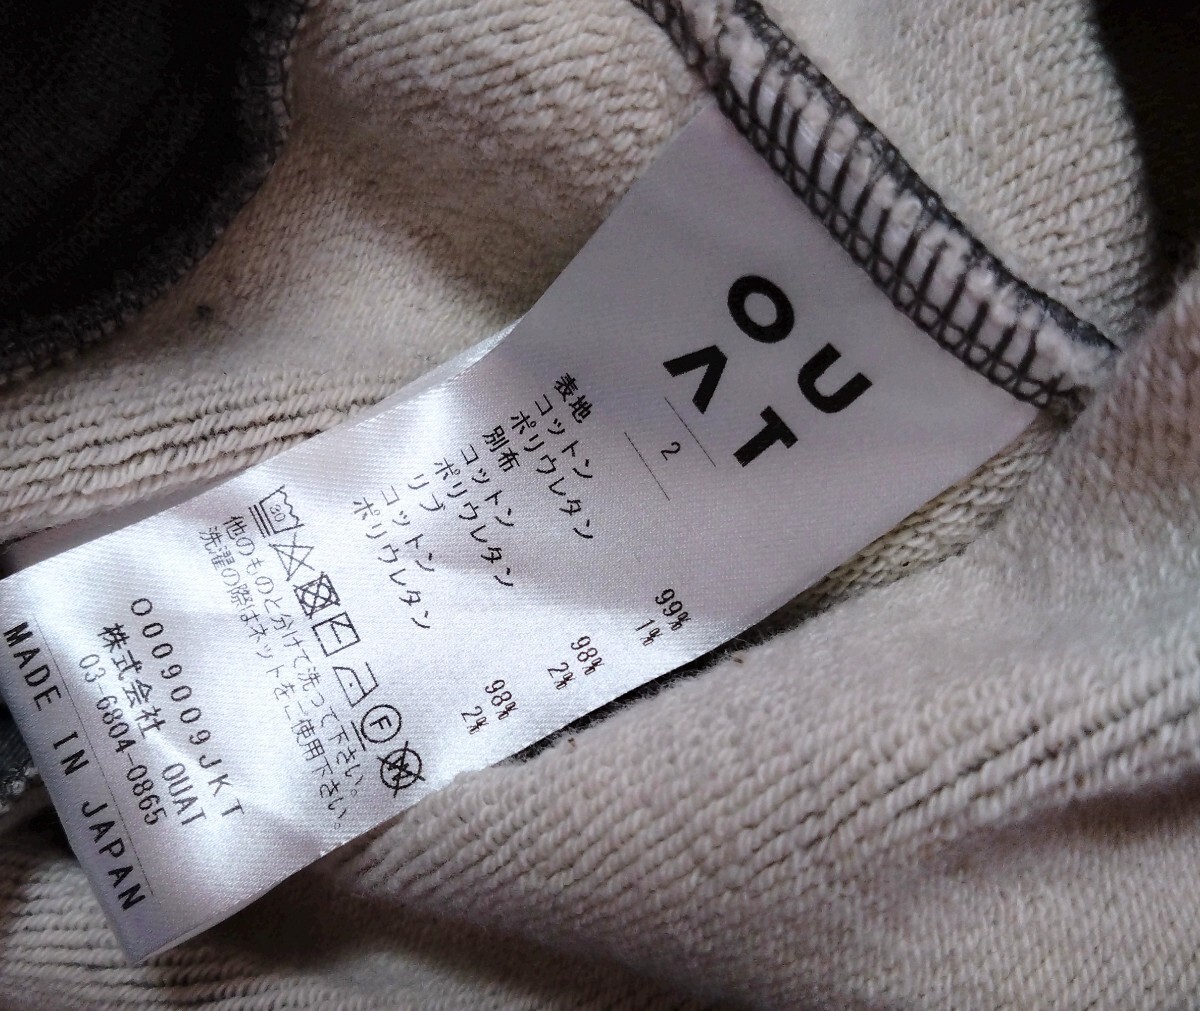 OU
ΛT
2
表地
コットン 99%
ポリウレタン 1%
別布
コットン 98%
ポリウレタン 2%
リブ
コットン 98%
ポリウレタン 2%
30
F
W
他のものと分けて洗って下さい。
洗濯の際はネットをご使用下さい。
0009009JKT
株式会社 OUAT
03-6804-0865
MADE IN JAPAN